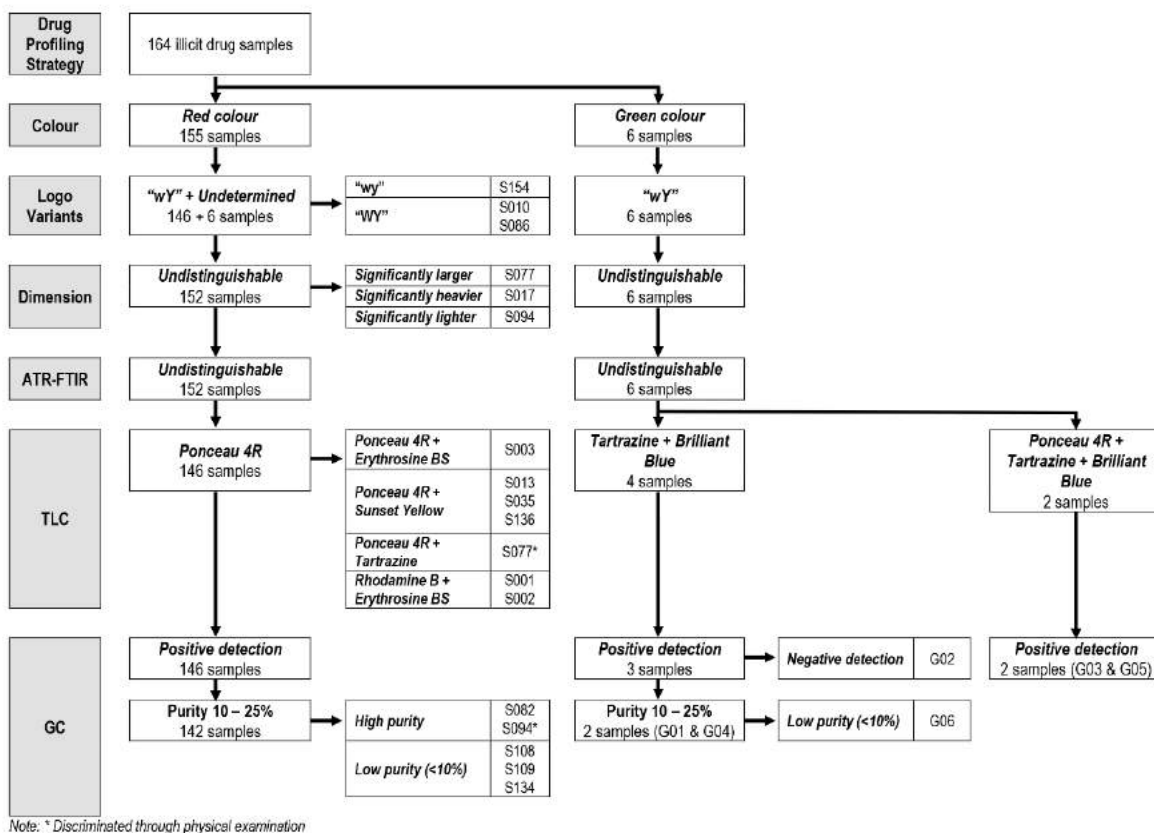 Drug
Profiling
Strategy
164 illicit drug samples
Colour
Red colour
155 samples
Green colour
6 samples
Logo
Variants
"wY" + Undetermined
146 + 6 samples
"wy"
S154
"WY"
S010
S086
"wY"
6 samples
Dimension
Undistinguishable
152 samples
Significantly larger
S077
Significantly heavier
S017
Significantly lighter
S094
Undistinguishable
6 samples
ATR-FTIR
Undistinguishable
152 samples
Undistinguishable
6 samples
TLC
Ponceau 4R
146 samples
Ponceau 4R +
Erythrosine BS
S003
Ponceau 4R +
Sunset Yellow
S013
S035
S136
Ponceau 4R +
Tartrazine
S077*
Rhodamine B +
Erythrosine BS
S001
S002
Tartrazine + Brilliant
Blue
4 samples
Ponceau 4R +
Tartrazine + Brilliant
Blue
2 samples
GC
Positive detection
146 samples
Positive detection
3 samples
Negative detection
G02
Positive detection
2 samples (G03 & G05)
Purity 10 – 25%
142 samples
High purity
S082
S094*
Low purity (<10%)
S108
S109
S134
Purity 10 – 25%
2 samples (G01 & G04)
Low purity (<10%)
G06
Note: * Discriminated through physical examination